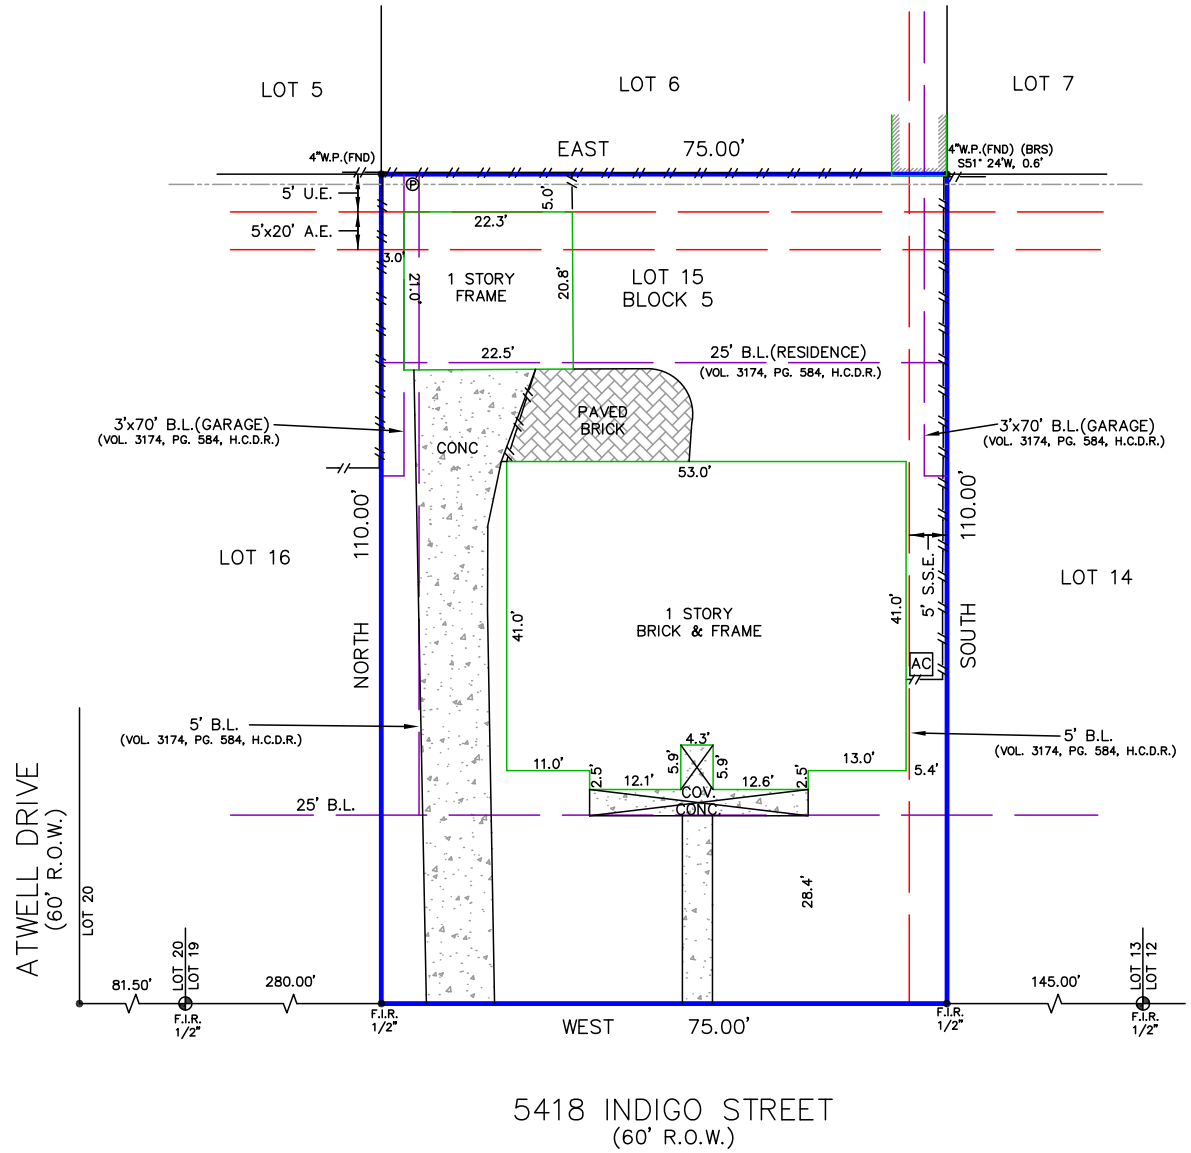 LOT 5
LOT 6
LOT 7
EAST 75.00'
4"W.P.(FND)
4"W.P.(FND) (BRS)
S51° 24'W, 0.6'
P
5' U.E.
5.0'
5'x20' A.E.
22.3'
3.0'
21.0'
1 STORY
FRAME
20.8'
LOT 15
BLOCK 5
22.5'
25' B.L.(RESIDENCE)
(VOL. 3174, PG. 584, H.C.D.R.)
3'x70' B.L.(GARAGE)
(VOL. 3174, PG. 584, H.C.D.R.)
PAVED
BRICK
3'x70' B.L.(GARAGE)
(VOL. 3174, PG. 584, H.C.D.R.)
CONC
53.0'
NORTH 110.00'
SOUTH 110.00'
LOT 16
LOT 14
5' S.S.E.
41.0'
41.0'
1 STORY
BRICK & FRAME
AC
5' B.L.
(VOL. 3174, PG. 584, H.C.D.R.)
5' B.L.
(VOL. 3174, PG. 584, H.C.D.R.)
4.3'
5.9'
5.9'
11.0'
13.0'
5.4'
2.5'
12.1'
12.6'
2.5'
COV.
CONC.
25' B.L.
28.4'
ATWELL DRIVE
(60' R.O.W.)
LOT 20
LOT 20
LOT 19
LOT 13
LOT 12
81.50'
280.00'
145.00'
F.I.R.
1/2"
F.I.R.
1/2"
F.I.R.
1/2"
F.I.R.
1/2"
WEST 75.00'
5418 INDIGO STREET
(60' R.O.W.)